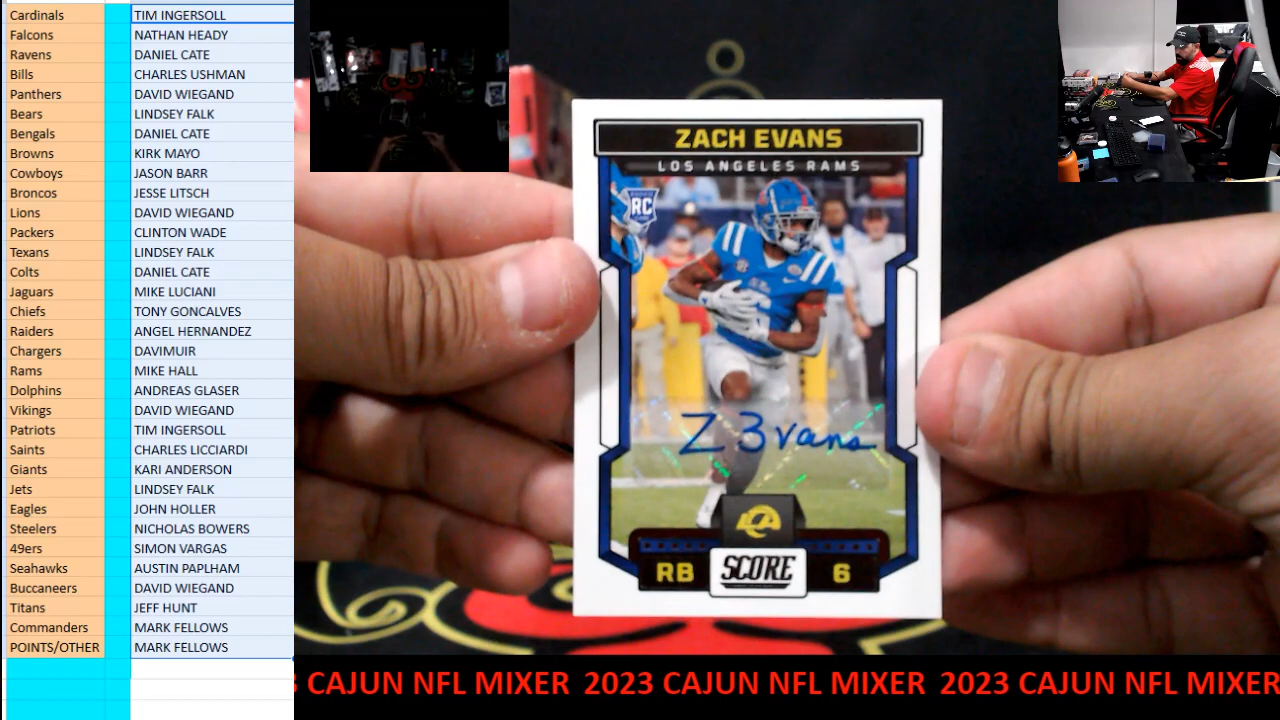 Cardinals TIM INGERSOLL
Falcons NATHAN HEADY
Ravens DANIEL CATE
Bills CHARLES USHMAN
Panthers DAVID WIEGAND
Bears LINDSEY FALK
Bengals DANIEL CATE
Browns KIRK MAYO
Cowboys JASON BARR
Broncos JESSE LITSCH
Lions DAVID WIEGAND
Packers CLINTON WADE
Texans LINDSEY FALK
Colts DANIEL CATE
Jaguars MIKE LUCIANI
Chiefs TONY GONCALVES
Raiders ANGEL HERNANDEZ
Chargers DAVIMUIR
Rams MIKE HALL
Dolphins ANDREAS GLASER
Vikings DAVID WIEGAND
Patriots TIM INGERSOLL
Saints CHARLES LICCIARDI
Giants KARI ANDERSON
Jets LINDSEY FALK
Eagles JOHN HOLLER
Steelers NICHOLAS BOWERS
49ers SIMON VARGAS
Seahawks AUSTIN PAPLHAM
Buccaneers DAVID WIEGAND
Titans JEFF HUNT
Commanders MARK FELLOWS
POINTS/OTHER MARK FELLOWS
ZACH EVANS
LOS ANGELES RAMS
RC
Z Evans
LA
RB SCORE 6
3 CAJUN NFL MIXER 2023 CAJUN NFL MIXER 2023 CAJUN NFL MIXER